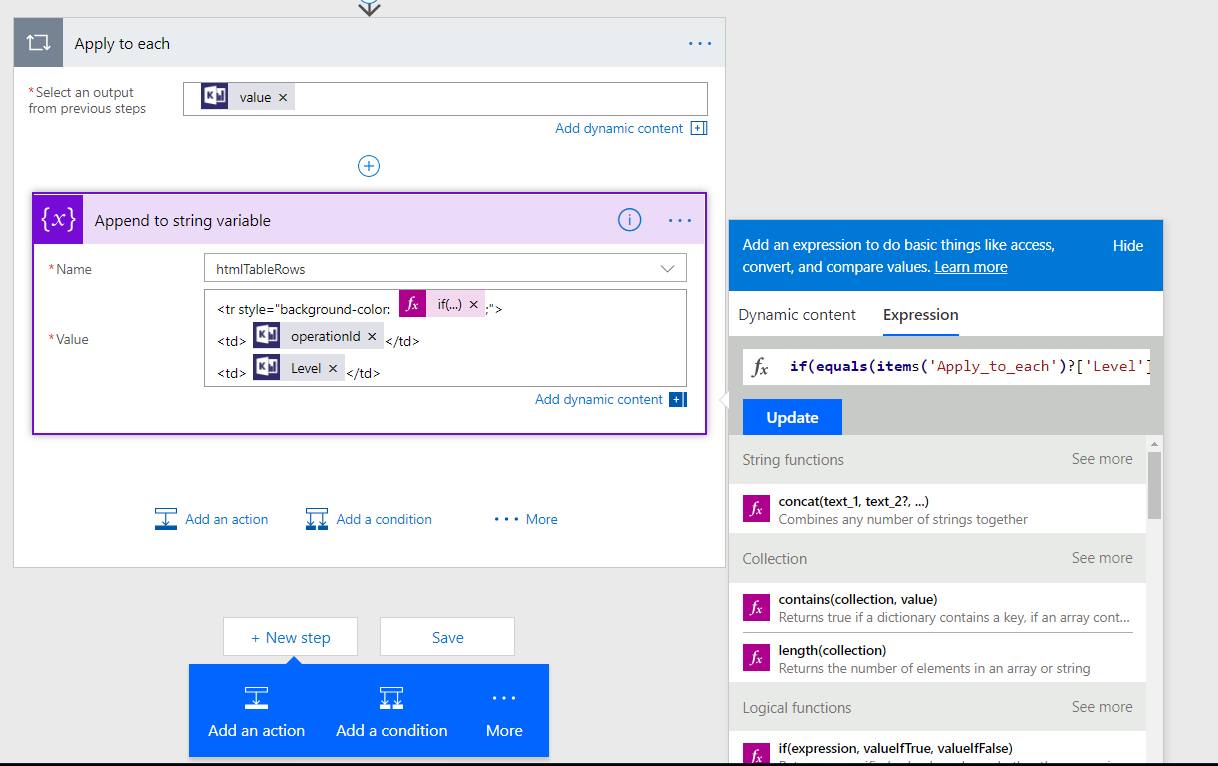 Apply to each
...
*Select an output
from previous steps
value ×
Add dynamic content
{x} Append to string variable
...
*Name
htmlTableRows
*Value
<tr style="background-color: fx if(...) × ;">
<td> operationId × </td>
<td> Level × </td>
Add dynamic content
Add an action
Add a condition
... More
+ New step
Save
Add an action
Add a condition
... More
Add an expression to do basic things like access,
convert, and compare values. Learn more
Hide
Dynamic content
Expression
fx if(equals(items('Apply_to_each')?['Level']
Update
String functions
See more
fx concat(text_1, text_2?, ...)
Combines any number of strings together
Collection
See more
fx contains(collection, value)
Returns true if a dictionary contains a key, if an array cont...
fx length(collection)
Returns the number of elements in an array or string
Logical functions
See more
fx if(expression, valueIfTrue, valueIfFalse)